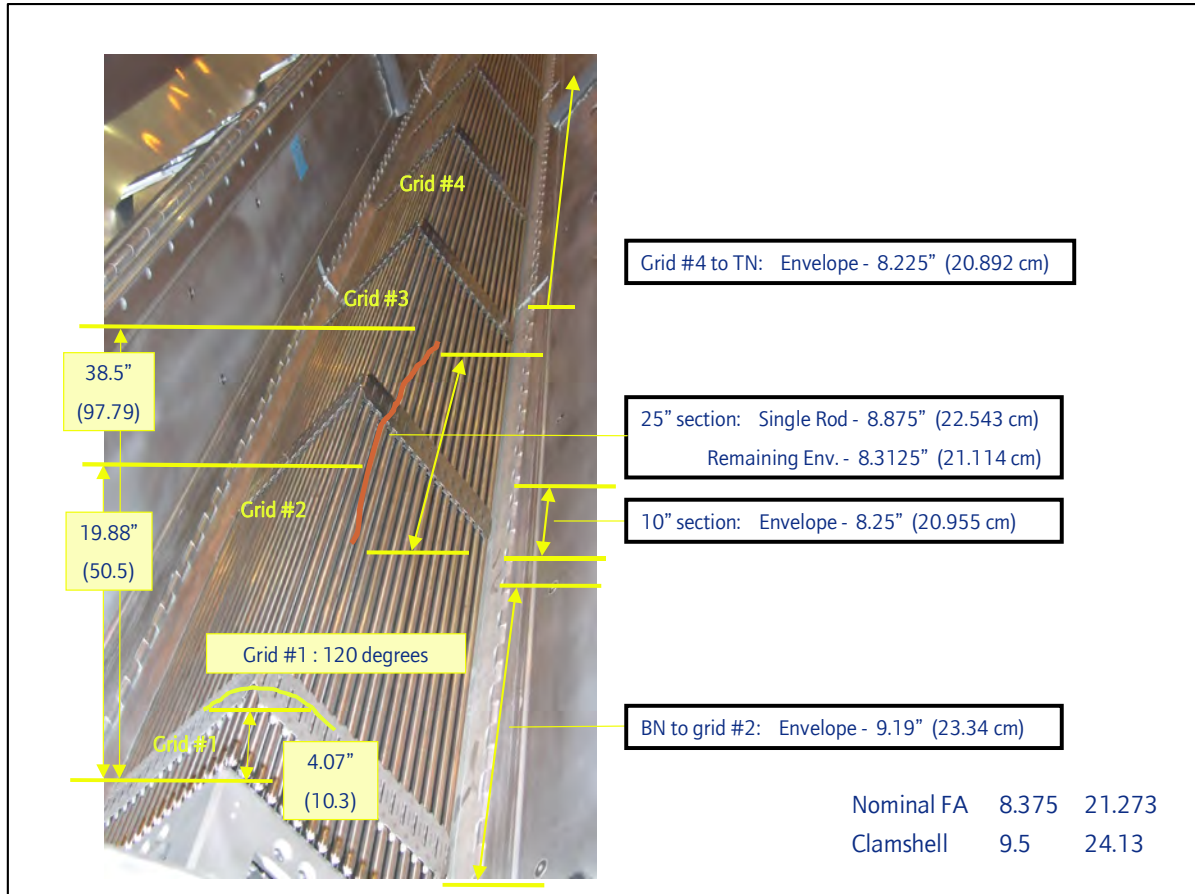 Grid #4
Grid #4 to TN: Envelope - 8.225” (20.892 cm)
Grid #3
38.5”
(97.79)
25” section: Single Rod - 8.875” (22.543 cm)
Remaining Env. - 8.3125” (21.114 cm)
Grid #2
10” section: Envelope - 8.25” (20.955 cm)
19.88”
(50.5)
Grid #1 : 120 degrees
BN to grid #2: Envelope - 9.19” (23.34 cm)
Grid #1
4.07”
(10.3)
Nominal FA 8.375 21.273
Clamshell 9.5 24.13